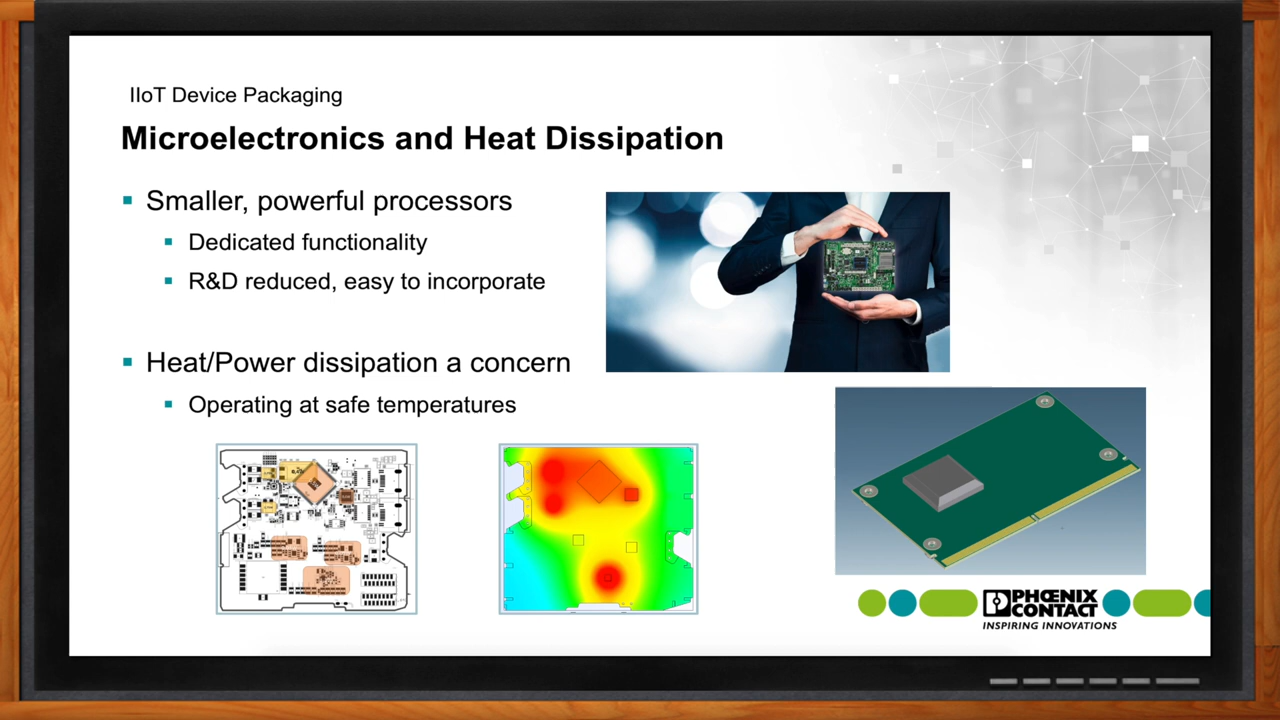 IIoT Device Packaging
Microelectronics and Heat Dissipation
Smaller, powerful processors
Dedicated functionality
R&D reduced, easy to incorporate
Heat/Power dissipation a concern
Operating at safe temperatures
PHŒNIX
CONTACT
INSPIRING INNOVATIONS